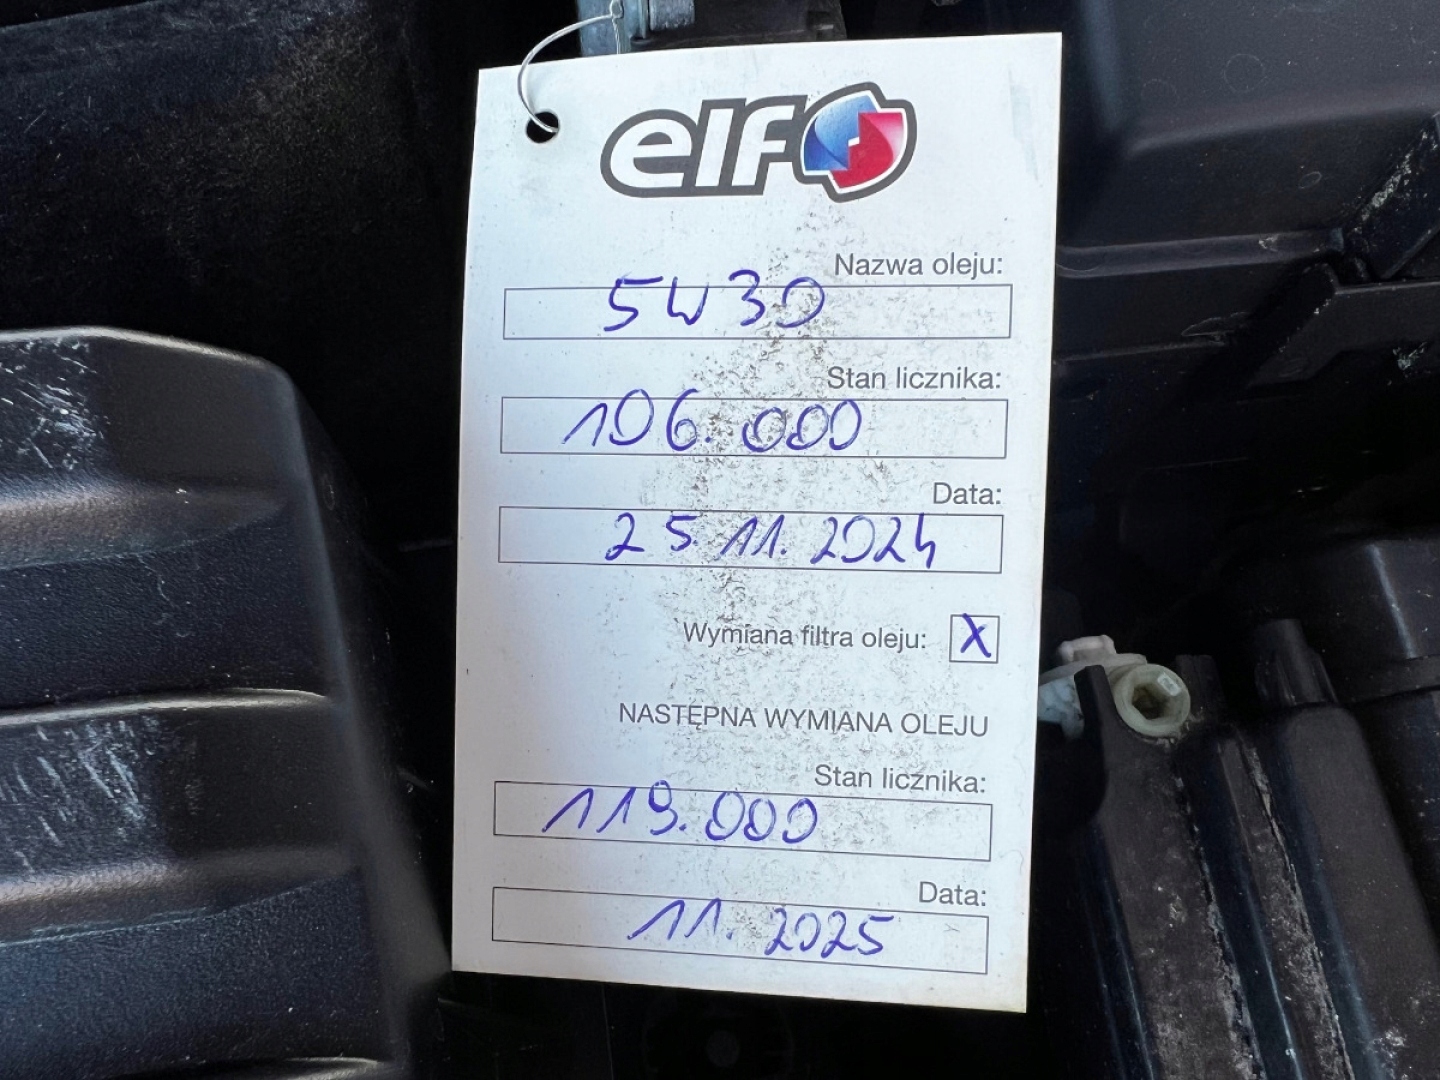 elf
Nazwa oleju:
5W30
Stan licznika:
106.000
Data:
25.11.2024
Wymiana filtra oleju: X
NASTĘPNA WYMIANA OLEJU
Stan licznika:
119.000
Data:
11.2025